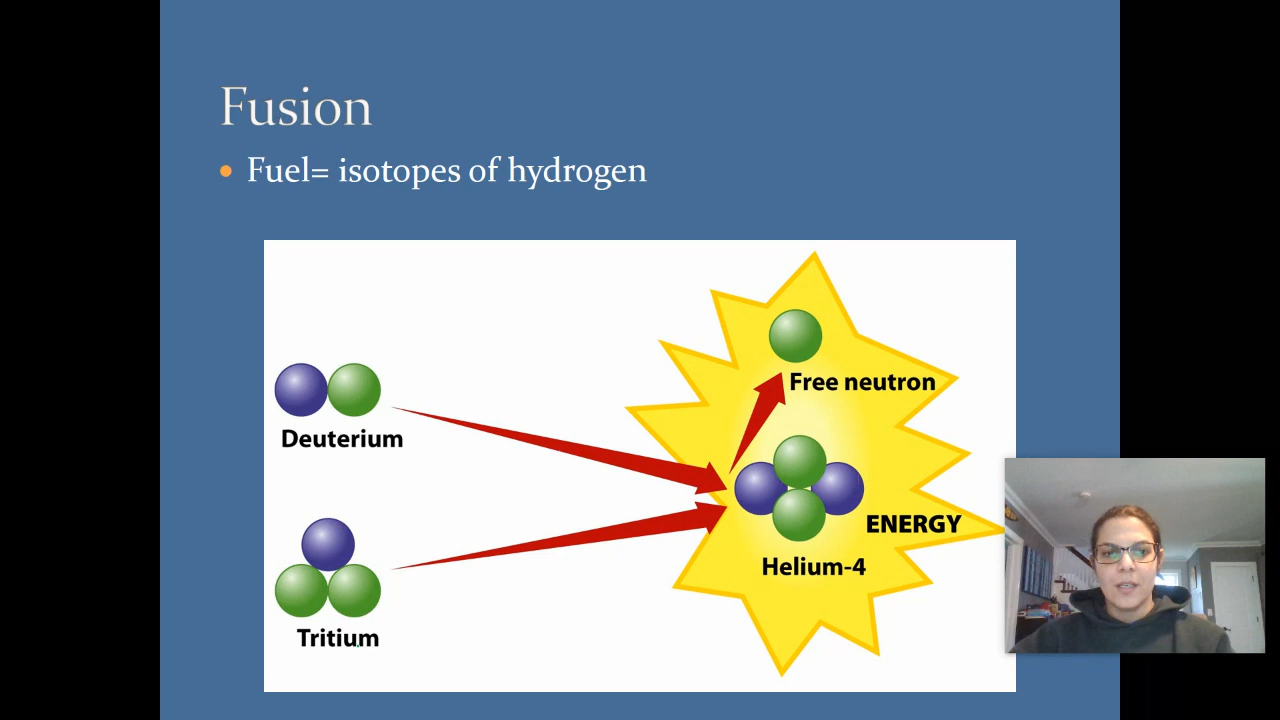 Fusion
Fuel= isotopes of hydrogen
Free neutron
Deuterium
ENERGY
Helium-4
Tritium